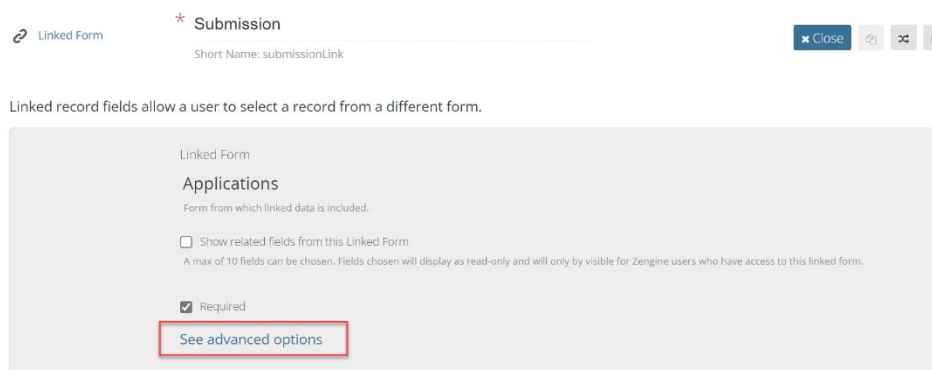 * Submission
Linked Form
Short Name: submissionLink
× Close
Linked record fields allow a user to select a record from a different form.
Linked Form
Applications
Form from which linked data is included.
Show related fields from this Linked Form
A max of 10 fields can be chosen. Fields chosen will display as read-only and will only by visible for Zengine users who have access to this linked form.
Required
See advanced options